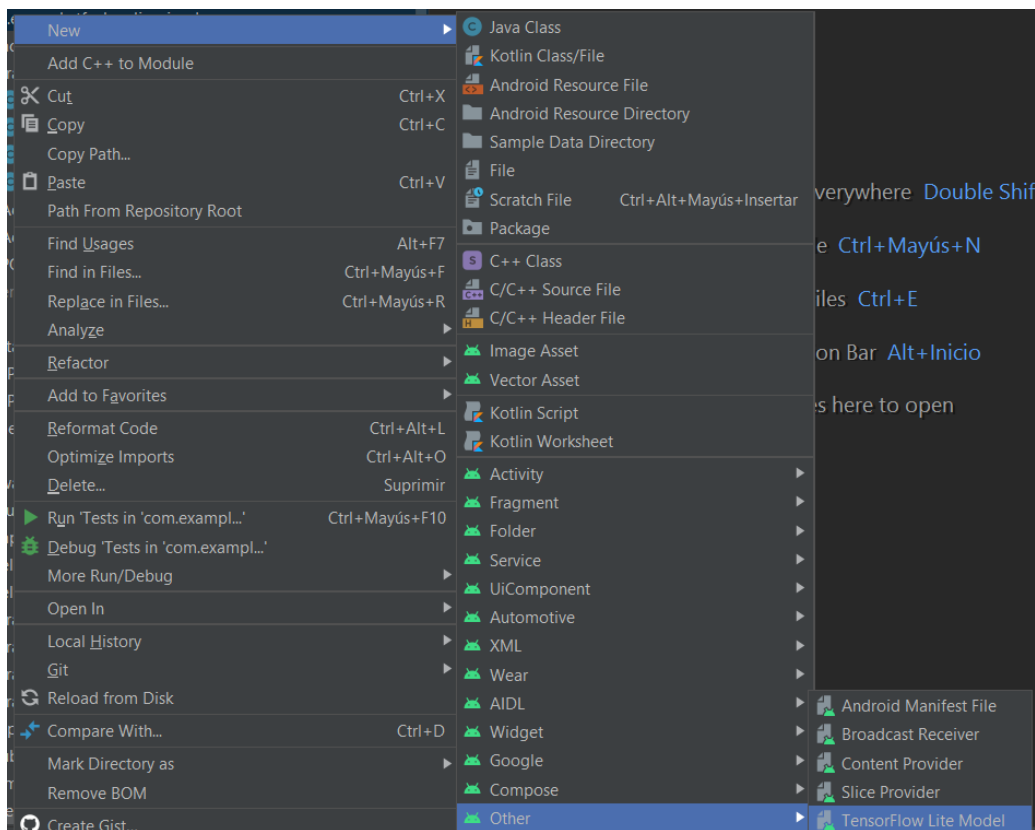 New
Add C++ to Module
Cut Ctrl+X
Copy Ctrl+C
Copy Path...
Paste Ctrl+V
Path From Repository Root
Find Usages Alt+F7
Find in Files... Ctrl+Mayús+F
Replace in Files... Ctrl+Mayús+R
Analyze
Refactor
Add to Favorites
Reformat Code Ctrl+Alt+L
Optimize Imports Ctrl+Alt+O
Delete... Suprimir
Run 'Tests in 'com.exampl...' Ctrl+Mayús+F10
Debug 'Tests in 'com.exampl...'
More Run/Debug
Open In
Local History
Git
Reload from Disk
Compare With... Ctrl+D
Mark Directory as
Remove BOM
Create Gist...
Java Class
Kotlin Class/File
Android Resource File
Android Resource Directory
Sample Data Directory
File
Scratch File Ctrl+Alt+Mayús+Insertar
Package
C++ Class
C/C++ Source File
C/C++ Header File
Image Asset
Vector Asset
Kotlin Script
Kotlin Worksheet
Activity
Fragment
Folder
Service
UiComponent
Automotive
XML
Wear
AIDL
Widget
Google
Compose
Other
Android Manifest File
Broadcast Receiver
Content Provider
Slice Provider
TensorFlow Lite Model
verywhere Double Shif
e Ctrl+Mayús+N
iles Ctrl+E
on Bar Alt+Inicio
s here to open